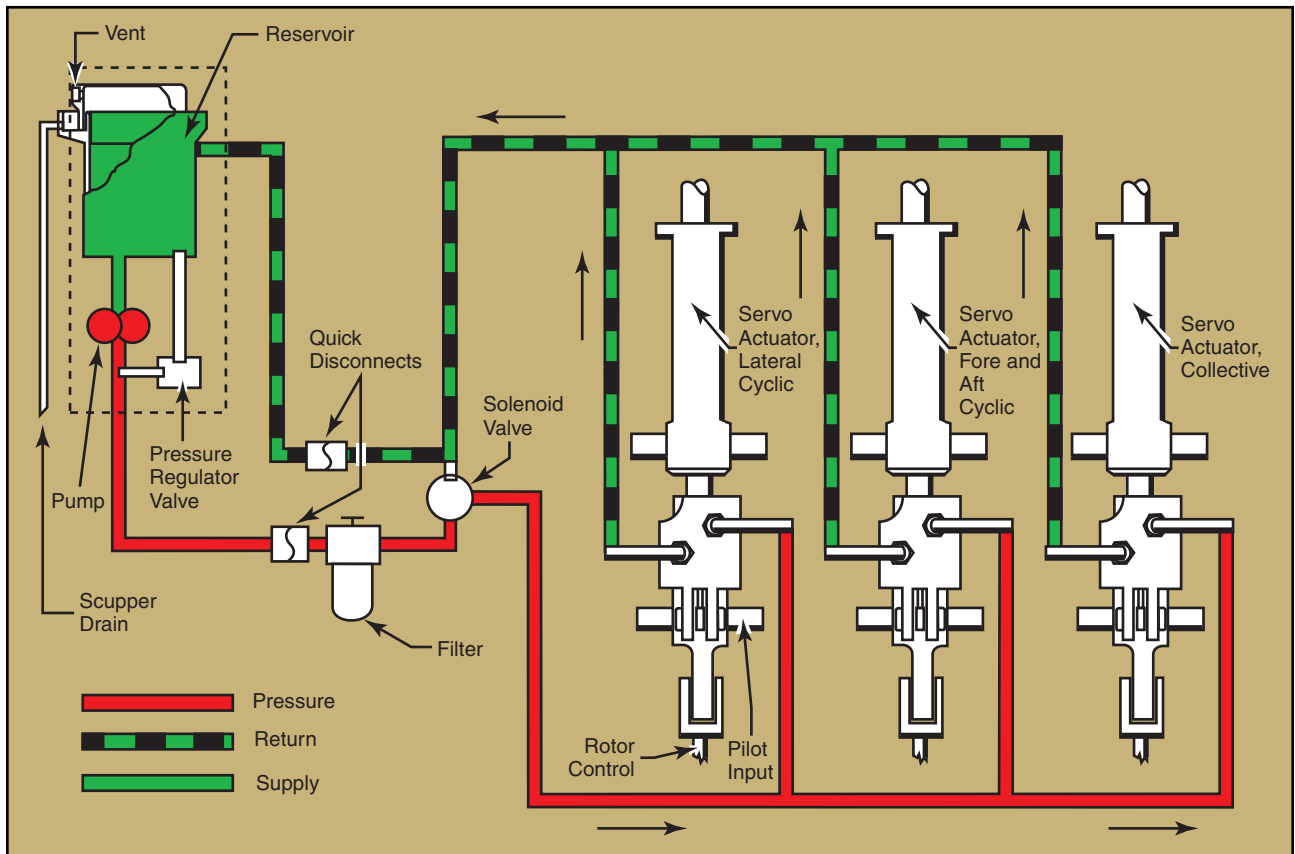 Vent
Reservoir
Servo
Actuator,
Lateral
Cyclic
Servo
Actuator,
Fore and
Aft
Cyclic
Servo
Actuator,
Collective
Quick
Disconnects
Solenoid
Valve
Pressure
Regulator
Valve
Pump
Scupper
Drain
Filter
Pressure
Return
Supply
Rotor
Control
Pilot
Input